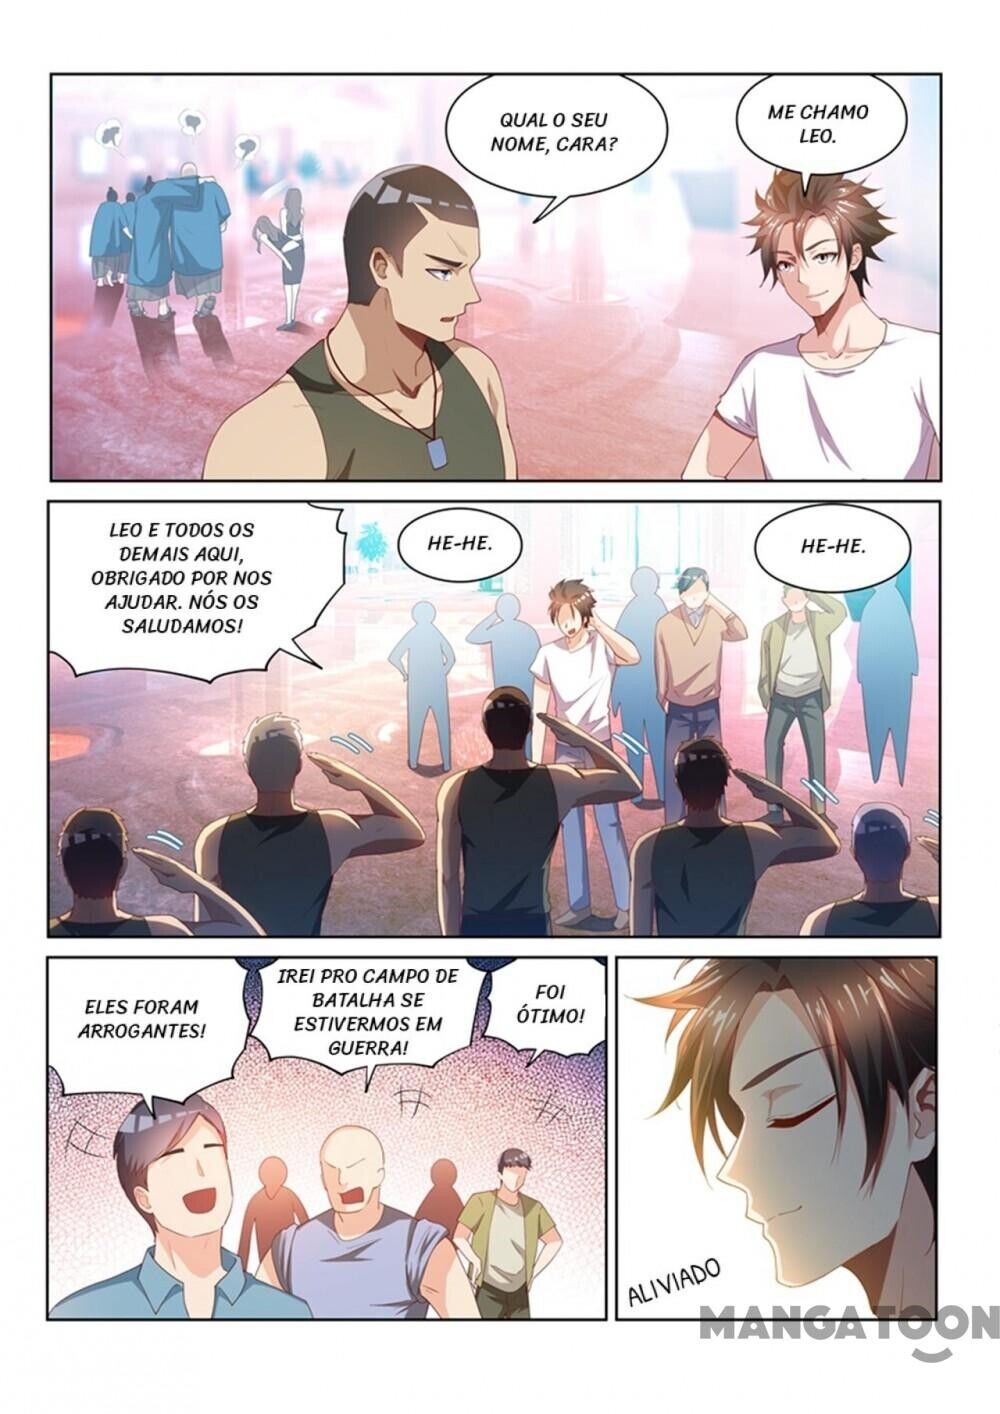 QUAL O SEU
NOME, CARA?
ME CHAMO
LEO.
LEO E TODOS OS
DEMAIS AQUI,
OBRIGADO POR NOS
AJUDAR. NÓS OS
SALUDAMOS!
HE-HE.
HE-HE.
ELES FORAM
ARROGANTES!
IREI PRO CAMPO DE
BATALHA SE
ESTIVERMOS EM
GUERRA!
FOI
ÓTIMO!
ALIVIADO
MANGATOON